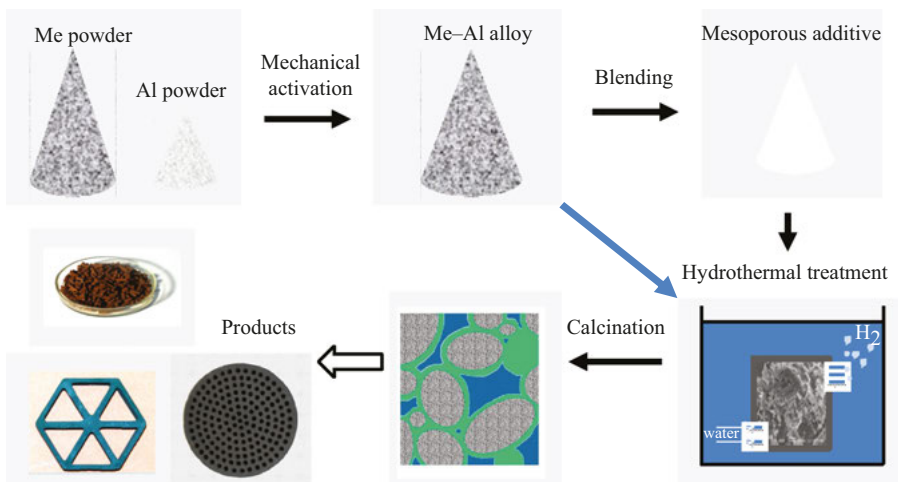 Me powder
Al powder
Mechanical
activation
Me–Al alloy
Blending
Mesoporous additive
Hydrothermal treatment
H2
water
Calcination
Products